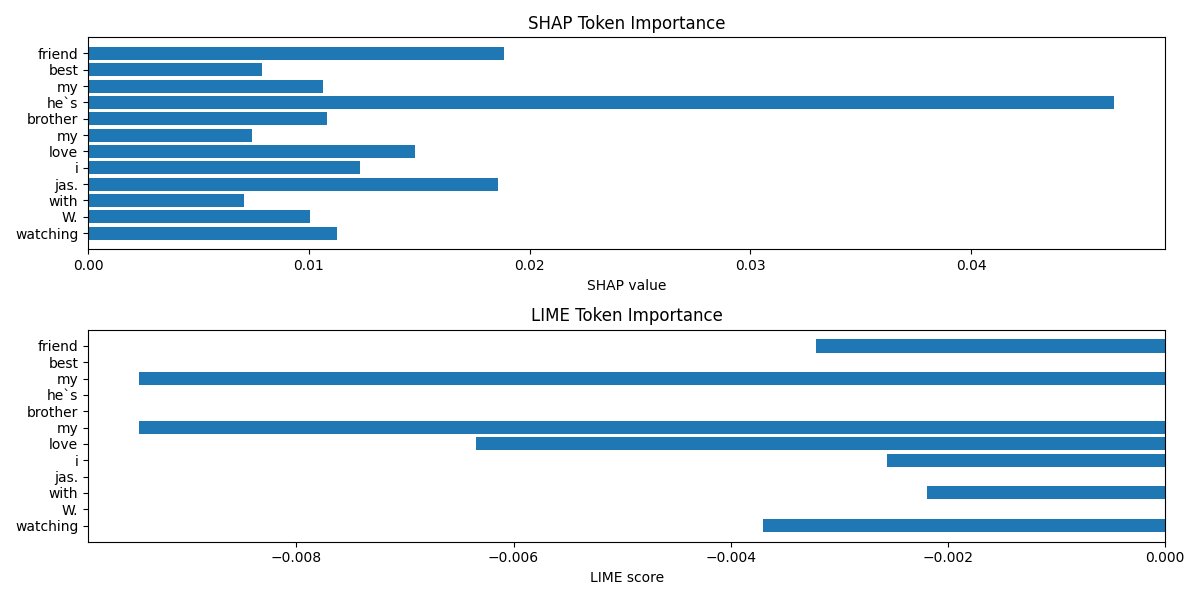 SHAP Token Importance
friend
best
my
he`s
brother
my
love
i
jas.
with
W.
watching
0.00 0.01 0.02 0.03 0.04
SHAP value
LIME Token Importance
friend
best
my
he`s
brother
my
love
i
jas.
with
W.
watching
−0.008 −0.006 −0.004 −0.002 0.000
LIME score